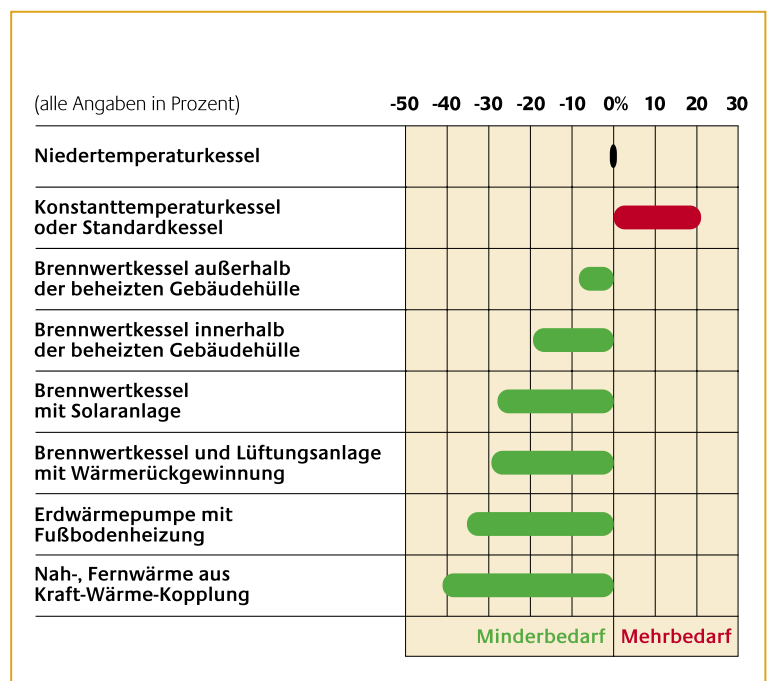 (alle Angaben in Prozent) -50 -40 -30 -20 -10 0% 10 20 30
Niedertemperaturkessel
Konstanttemperaturkessel
oder Standardkessel
Brennwertkessel außerhalb
der beheizten Gebäudehülle
Brennwertkessel innerhalb
der beheizten Gebäudehülle
Brennwertkessel
mit Solaranlage
Brennwertkessel und Lüftungsanlage
mit Wärmerückgewinnung
Erdwärmepumpe mit
Fußbodenheizung
Nah-, Fernwärme aus
Kraft-Wärme-Kopplung
Minderbedarf Mehrbedarf